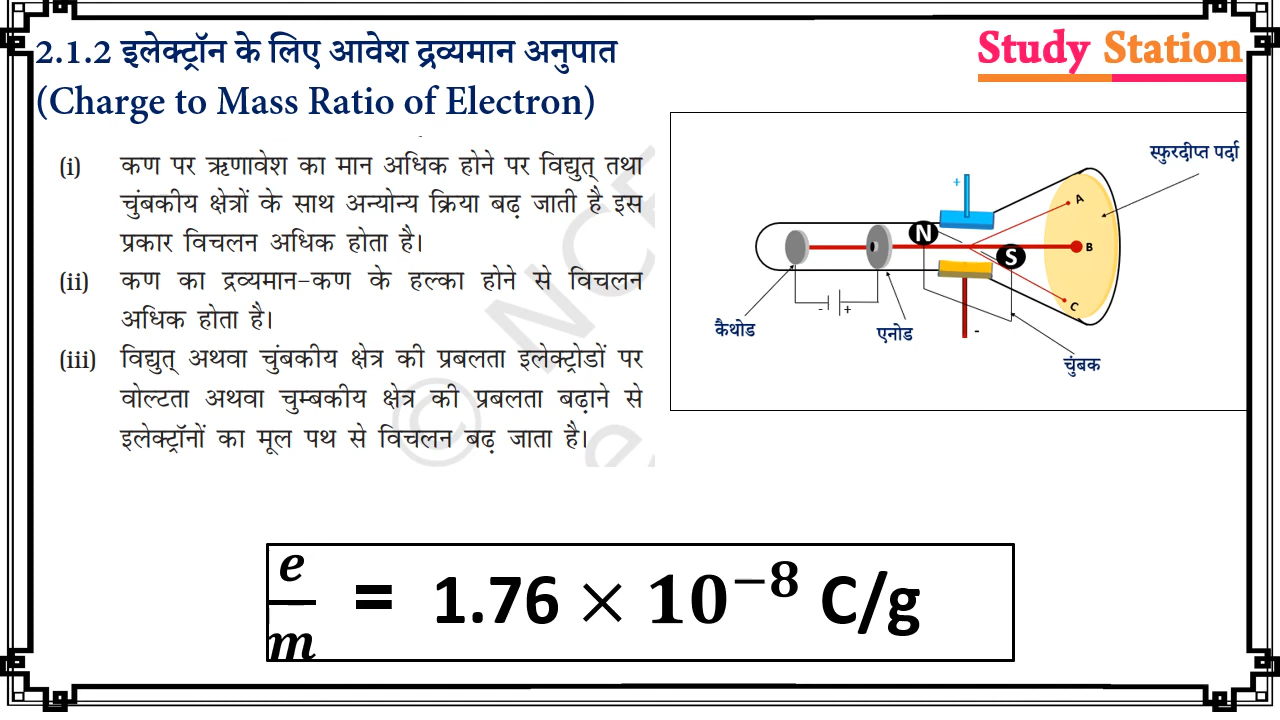 2.1.2 इलेक्ट्रॉन के लिए आवेश द्रव्यमान अनुपात
(Charge to Mass Ratio of Electron)
Study Station
(i) कण पर ऋणावेश का मान अधिक होने पर विद्युत् तथा
चुंबकीय क्षेत्रों के साथ अन्योन्य क्रिया बढ़ जाती है इस
प्रकार विचलन अधिक होता है।
(ii) कण का द्रव्यमान-कण के हल्का होने से विचलन
अधिक होता है।
(iii) विद्युत् अथवा चुंबकीय क्षेत्र की प्रबलता इलेक्ट्रोडों पर
वोल्टता अथवा चुम्बकीय क्षेत्र की प्रबलता बढ़ाने से
इलेक्ट्रॉनों का मूल पथ से विचलन बढ़ जाता है।
स्फुरदीप्त पर्दा
+
A
N
B
S
C
- +
-
कैथोड
एनोड
चुंबक
e/m = 1.76 × 10⁻⁸ C/g